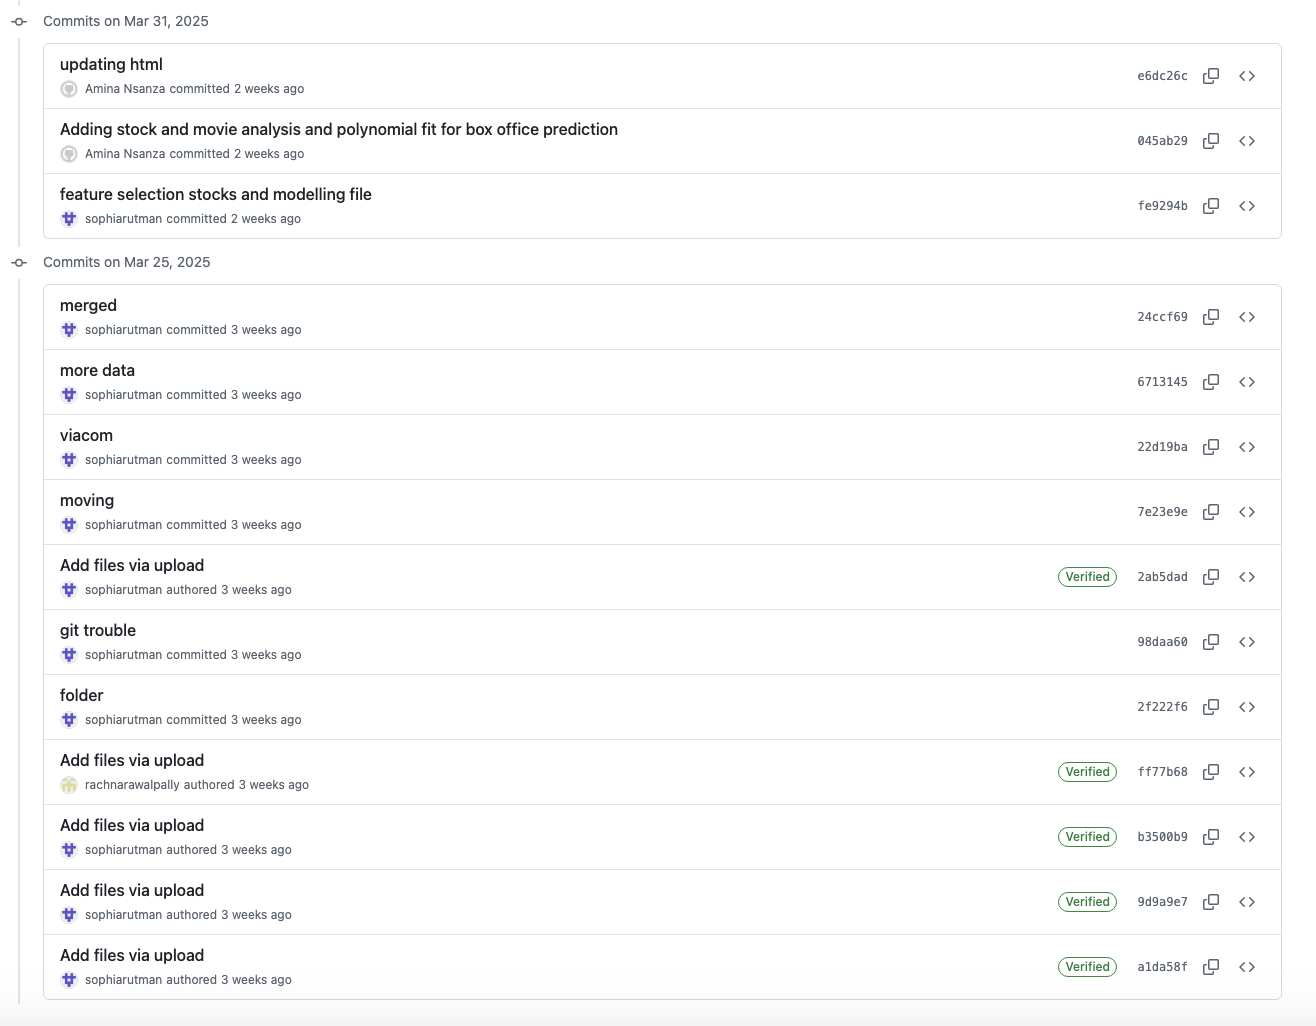 Commits on Mar 31, 2025
updating html
Amina Nsanza committed 2 weeks ago
e6dc26c
Adding stock and movie analysis and polynomial fit for box office prediction
Amina Nsanza committed 2 weeks ago
045ab29
feature selection stocks and modelling file
sophiarutman committed 2 weeks ago
fe9294b
Commits on Mar 25, 2025
merged
sophiarutman committed 3 weeks ago
24ccf69
more data
sophiarutman committed 3 weeks ago
6713145
viacom
sophiarutman committed 3 weeks ago
22d19ba
moving
sophiarutman committed 3 weeks ago
7e23e9e
Add files via upload
sophiarutman authored 3 weeks ago
Verified 2ab5dad
git trouble
sophiarutman committed 3 weeks ago
98daa60
folder
sophiarutman committed 3 weeks ago
2f222f6
Add files via upload
rachnarawalpally authored 3 weeks ago
Verified ff77b68
Add files via upload
sophiarutman authored 3 weeks ago
Verified b3500b9
Add files via upload
sophiarutman authored 3 weeks ago
Verified 9d9a9e7
Add files via upload
sophiarutman authored 3 weeks ago
Verified a1da58f